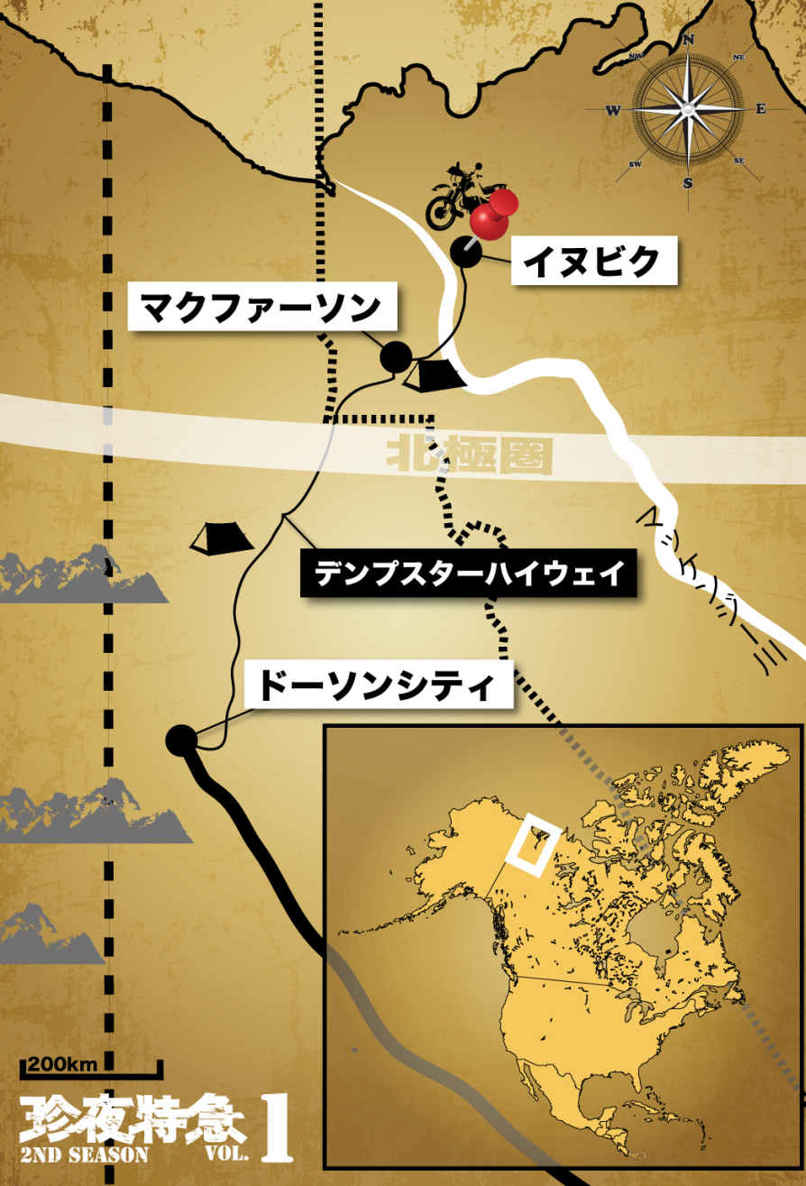 N
NW
NE
W
E
SW
SE
S
イヌビク
マクファーソン
北極圏
マッケンジー川
デンプスターハイウェイ
ドーソンシティ
200km
珍夜特急 1
2ND SEASON VOL.